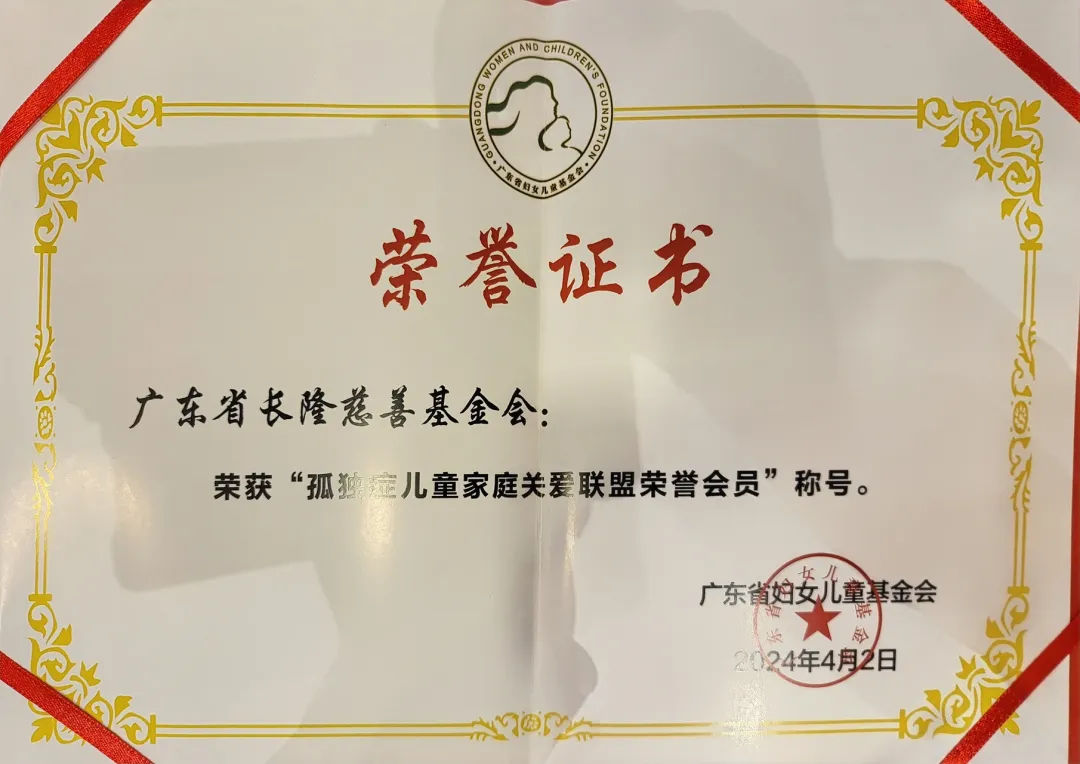 GUANGDONG WOMEN AND CHILDREN'S FOUNDATION
·广东省妇女儿童基金会·
荣誉证书
广东省长隆慈善基金会：
荣获“孤独症儿童家庭关爱联盟荣誉会员”称号。
广东省妇女儿童基金会
2024年4月2日